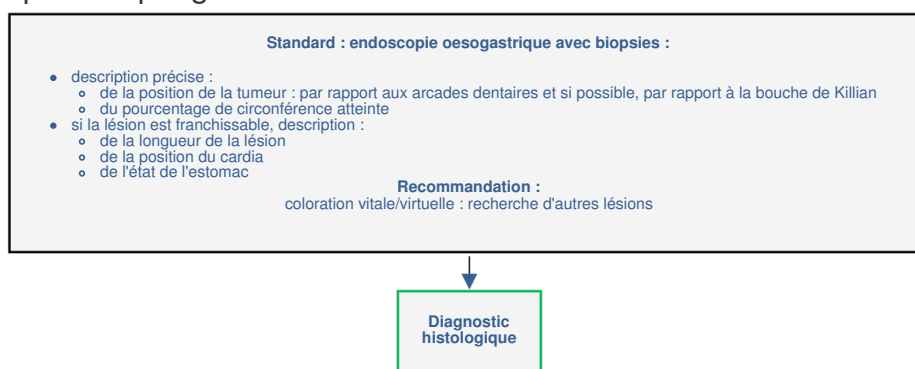 Standard : endoscopie oesogastrique avec biopsies :
description précise :
de la position de la tumeur : par rapport aux arcades dentaires et si possible, par rapport à la bouche de Killian
du pourcentage de circonférence atteinte
si la lésion est franchissable, description :
de la longueur de la lésion
de la position du cardia
de l'état de l'estomac
Recommandation :
coloration vitale/virtuelle : recherche d'autres lésions
Diagnostic
histologique